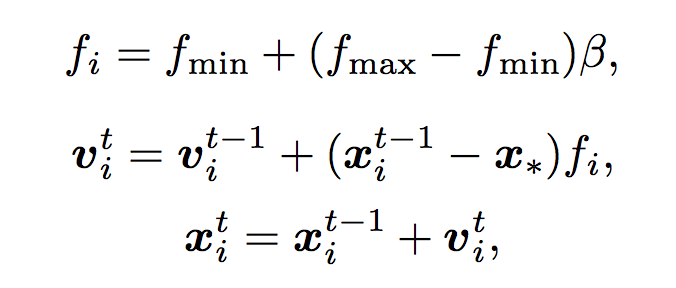 f_i = f_min + (f_max − f_min)β,
v_i^t = v_i^{t−1} + (x_i^{t−1} − x_*)f_i,
x_i^t = x_i^{t−1} + v_i^t,